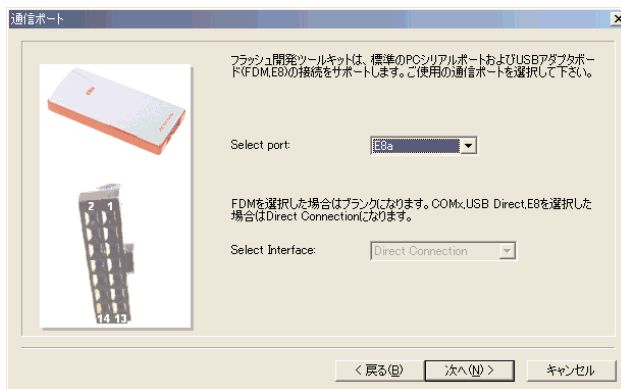 通信ポート
フラッシュ開発ツールキットは、標準のPCシリアルポートおよびUSBアダプタボー
ド(FDM,E8)の接続をサポートします。ご使用の通信ポートを選択して下さい。
Select port:
E8a
FDMを選択した場合はブランクになります。COMx,USB Direct,E8を選択した
場合はDirect Connectionになります。
Select Interface:
Direct Connection
2 1
14 13
< 戻る(B)
次へ(N) >
キャンセル